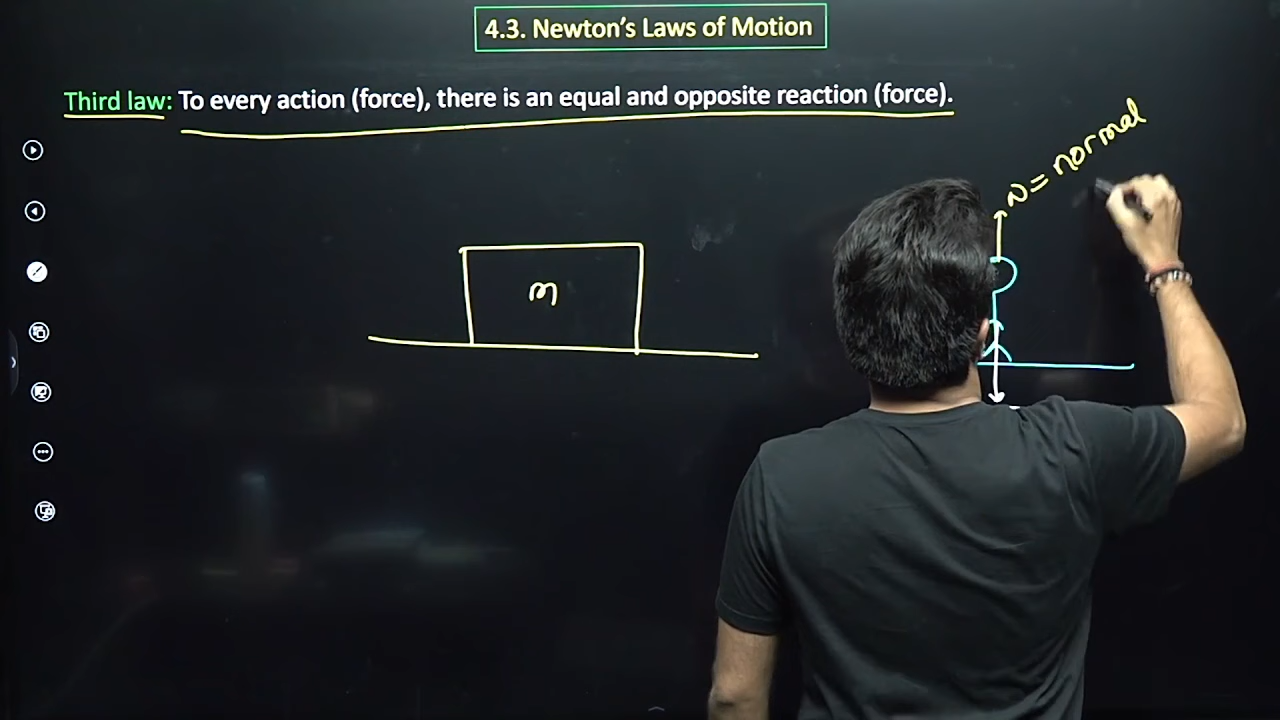 4.3. Newton's Laws of Motion
Third law: To every action (force), there is an equal and opposite reaction (force).
N = normal
m